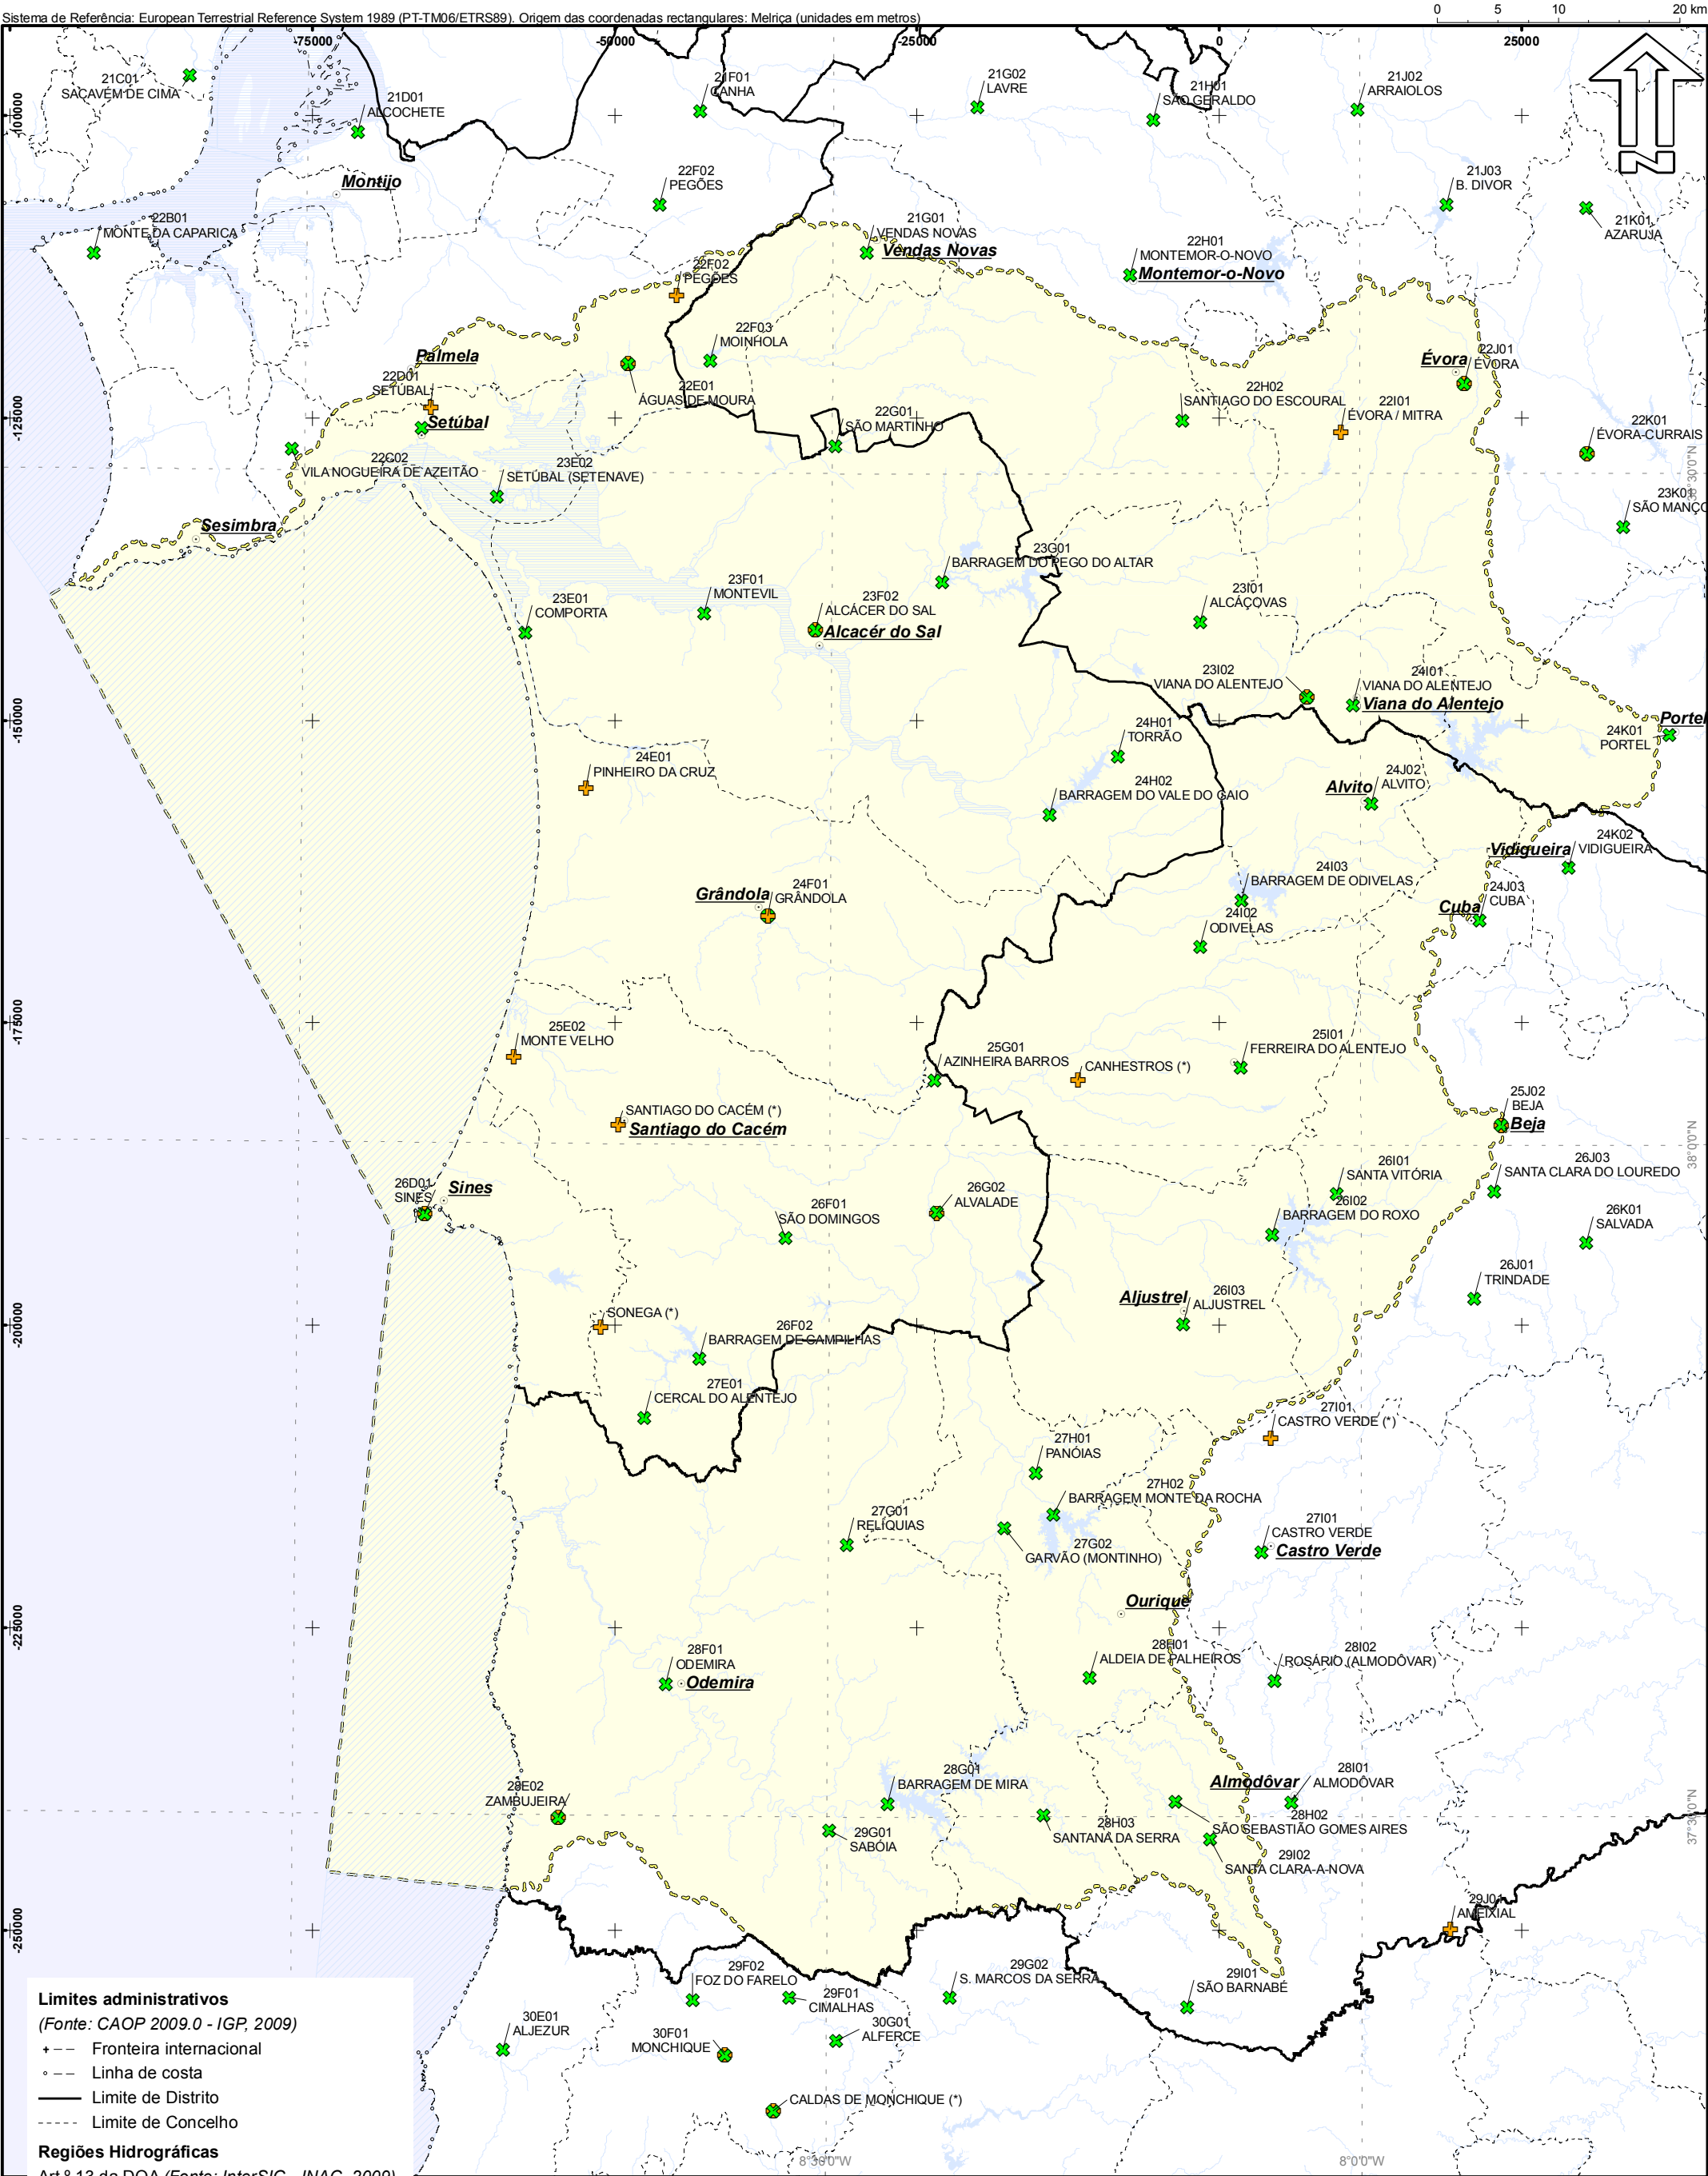 Sistema de Referência: European Terrestrial Reference System 1989 (PT-TM06/ETRS89). Origem das coordenadas rectangulares: Melriça (unidades em metros)
0 5 10 20 km
-75000 -50000 -25000 0 25000
21C01
SACAVÉM DE CIMA
21D01
ALCOCHETE
21F01
CANHA
21G02
LAVRE
21H01
SÃO GERALDO
21J02
ARRAIOLOS
-100000
Montijo
22F02
PEGÕES
21J03
B. DIVOR
21K01
AZARUJA
22B01
MONTE DA CAPARICA
21G01
VENDAS NOVAS
Vendas Novas
22H01
MONTEMOR-O-NOVO
Montemor-o-Novo
22F02
PEGÕES
22F03
MOINHOLA
Palmela
22D01
SETÚBAL
Setúbal
22E01
ÁGUAS DE MOURA
22G01
SÃO MARTINHO
22H02
SANTIAGO DO ESCOURAL
Évora
22J01
ÉVORA
22I01
ÉVORA / MITRA
22K01
ÉVORA-CURRAIS
-125000
22C02
VILA NOGUEIRA DE AZEITÃO
23E02
SETÚBAL (SETENAVE)
38°30'0"N
23K01
SÃO MANÇO
Sesimbra
23G01
BARRAGEM DO PEGO DO ALTAR
23E01
COMPORTA
23F01
MONTEVIL
23F02
ALCÁCER DO SAL
Alcacér do Sal
23I01
ALCÁÇOVAS
23I02
VIANA DO ALENTEJO
24I01
VIANA DO ALENTEJO
Viana do Alentejo
-150000
24H01
TORRÃO
24K01
PORTEL
Portel
24E01
PINHEIRO DA CRUZ
24H02
BARRAGEM DO VALE DO GAIO
Alvito
24J02
ALVITO
Vidigueira
24K02
VIDIGUEIRA
24I03
BARRAGEM DE ODIVELAS
24J03
CUBA
Cuba
Grândola
24F01
GRÂNDOLA
24I02
ODIVELAS
-175000
25E02
MONTE VELHO
25G01
AZINHEIRA BARROS
CANHESTROS (*)
25I01
FERREIRA DO ALENTEJO
SANTIAGO DO CACÉM (*)
Santiago do Cacém
25J02
BEJA
Beja
38°0'0"N
26D01
SINES
Sines
26F01
SÃO DOMINGOS
26G02
ALVALADE
26I01
SANTA VITÓRIA
26I02
BARRAGEM DO ROXO
26J03
SANTA CLARA DO LOUREDO
26K01
SALVADA
26J01
TRINDADE
Aljustrel
26I03
ALJUSTREL
-200000
SONEGA (*)
26F02
BARRAGEM DE CAMPILHAS
27E01
CERCAL DO ALENTEJO
27I01
CASTRO VERDE (*)
27H01
PANÓIAS
27H02
BARRAGEM MONTE DA ROCHA
27G01
RELÍQUIAS
27G02
GARVÃO (MONTINHO)
27I01
CASTRO VERDE
Castro Verde
Ourique
-225000
28F01
ODEMIRA
Odemira
28H01
ALDEIA DE PALHEIROS
28I02
ROSÁRIO (ALMODÔVAR)
28E02
ZAMBUJEIRA
28G01
BARRAGEM DE MIRA
Almodôvar
28I01
ALMODÔVAR
29G01
SABÓIA
28H03
SANTANA DA SERRA
28H02
SÃO SEBASTIÃO GOMES AIRES
29I02
SANTA CLARA-A-NOVA
37°30'0"N
29J01
AMEIXIAL
-250000
29F02
FOZ DO FARELO
29F01
CIMALHAS
29G02
S. MARCOS DA SERRA
29I01
SÃO BARNABÉ
30E01
ALJEZUR
30F01
MONCHIQUE
30G01
ALFERCE
CALDAS DE MONCHIQUE (*)
Limites administrativos
(Fonte: CAOP 2009.0 - IGP, 2009)
Fronteira internacional
Linha de costa
Limite de Distrito
Limite de Concelho
Regiões Hidrográficas
Art.º 13 da DQA (Fonte: InterSIG - INAG, 2009)
8°30'0"W
8°0'0"W
N